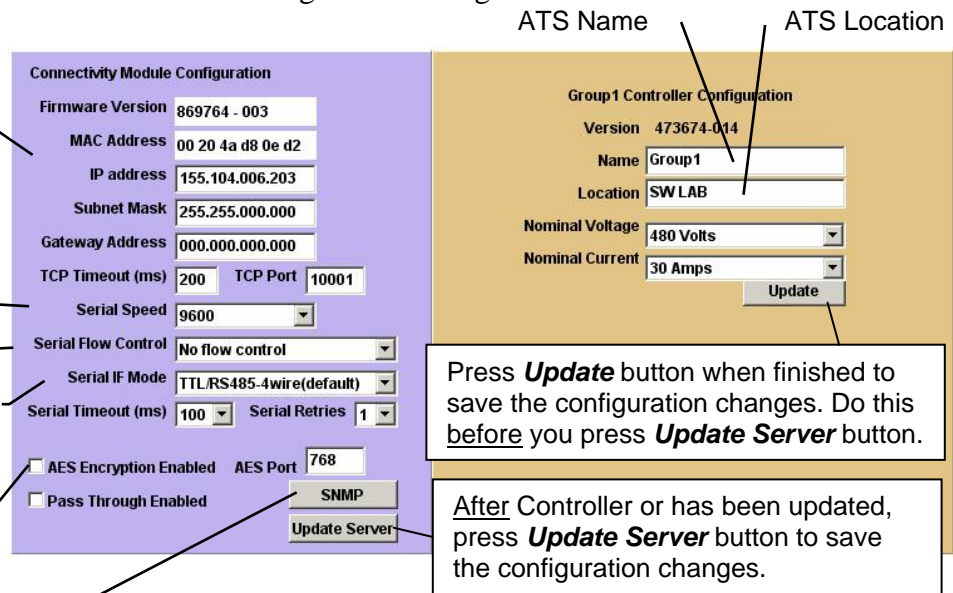 ATS Name ATS Location
Connectivity Module Configuration
Firmware Version 869764 - 003
MAC Address 00 20 4a d8 0e d2
IP address 155.104.006.203
Subnet Mask 255.255.000.000
Gateway Address 000.000.000.000
TCP Timeout (ms) 200 TCP Port 10001
Serial Speed 9600
Serial Flow Control No flow control
Serial IF Mode TTL/RS485-4wire(default)
Serial Timeout (ms) 100 Serial Retries 1
AES Encryption Enabled AES Port 768
Pass Through Enabled SNMP
Update Server
Group1 Controller Configuration
Version 473674-014
Name Group1
Location SW LAB
Nominal Voltage 480 Volts
Nominal Current 30 Amps
Update
Press Update button when finished to
save the configuration changes. Do this
before you press Update Server button.
After Controller or has been updated,
press Update Server button to save
the configuration changes.